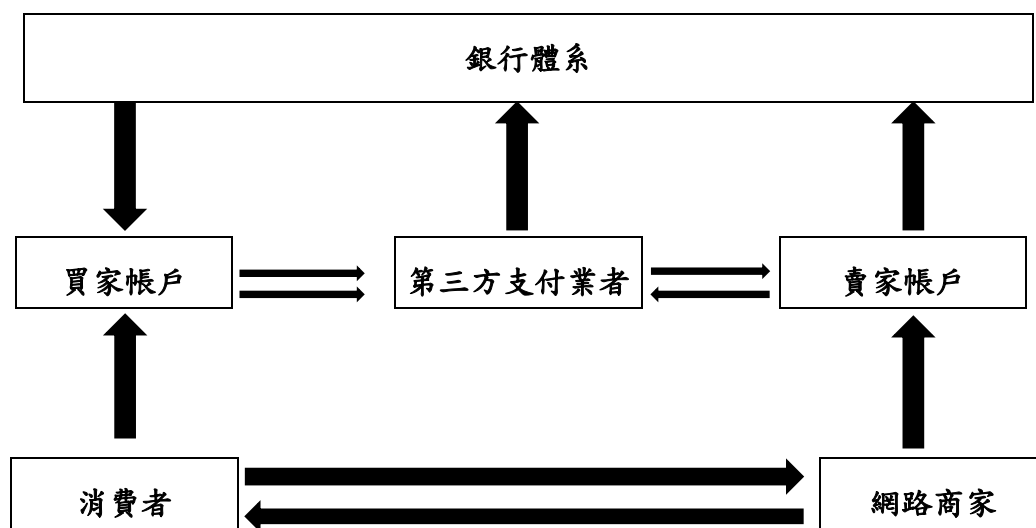 銀行體系
買家帳戶
第三方支付業者
賣家帳戶
消費者
網路商家